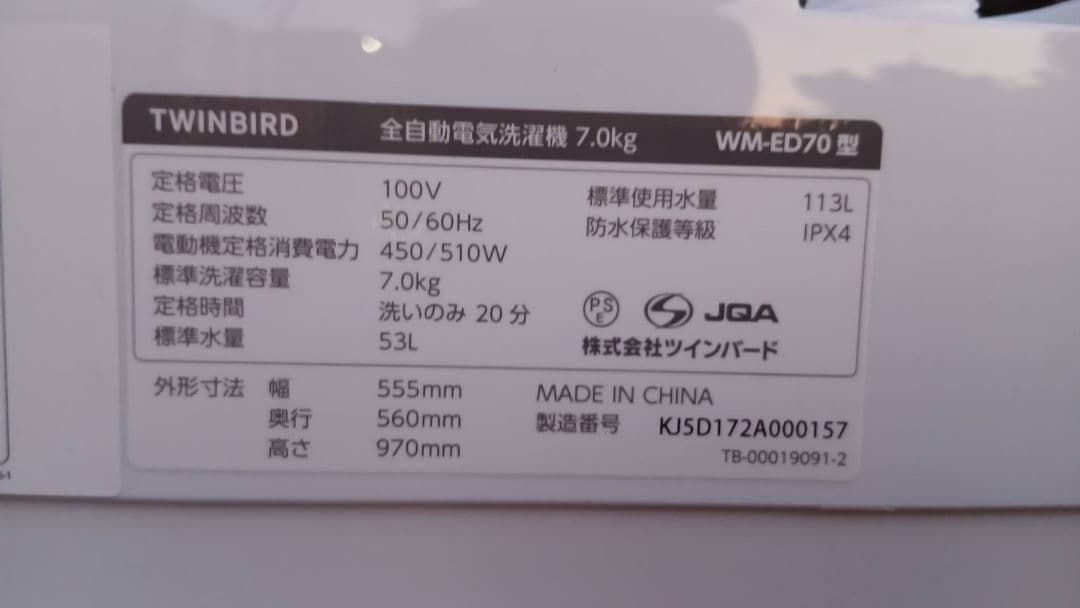 TWINBIRD 全自動電気洗濯機 7.0kg WM-ED70 型
定格電圧 100V
定格周波数 50/60Hz
電動機定格消費電力 450/510W
標準洗濯容量 7.0kg
定格時間 洗いのみ 20 分
標準水量 53L
標準使用水量 113L
防水保護等級 IPX4
PS
E
JQA
株式会社ツインバード
外形寸法 幅 555mm
奥行 560mm
高さ 970mm
MADE IN CHINA
製造番号 KJ5D172A000157
TB-00019091-2